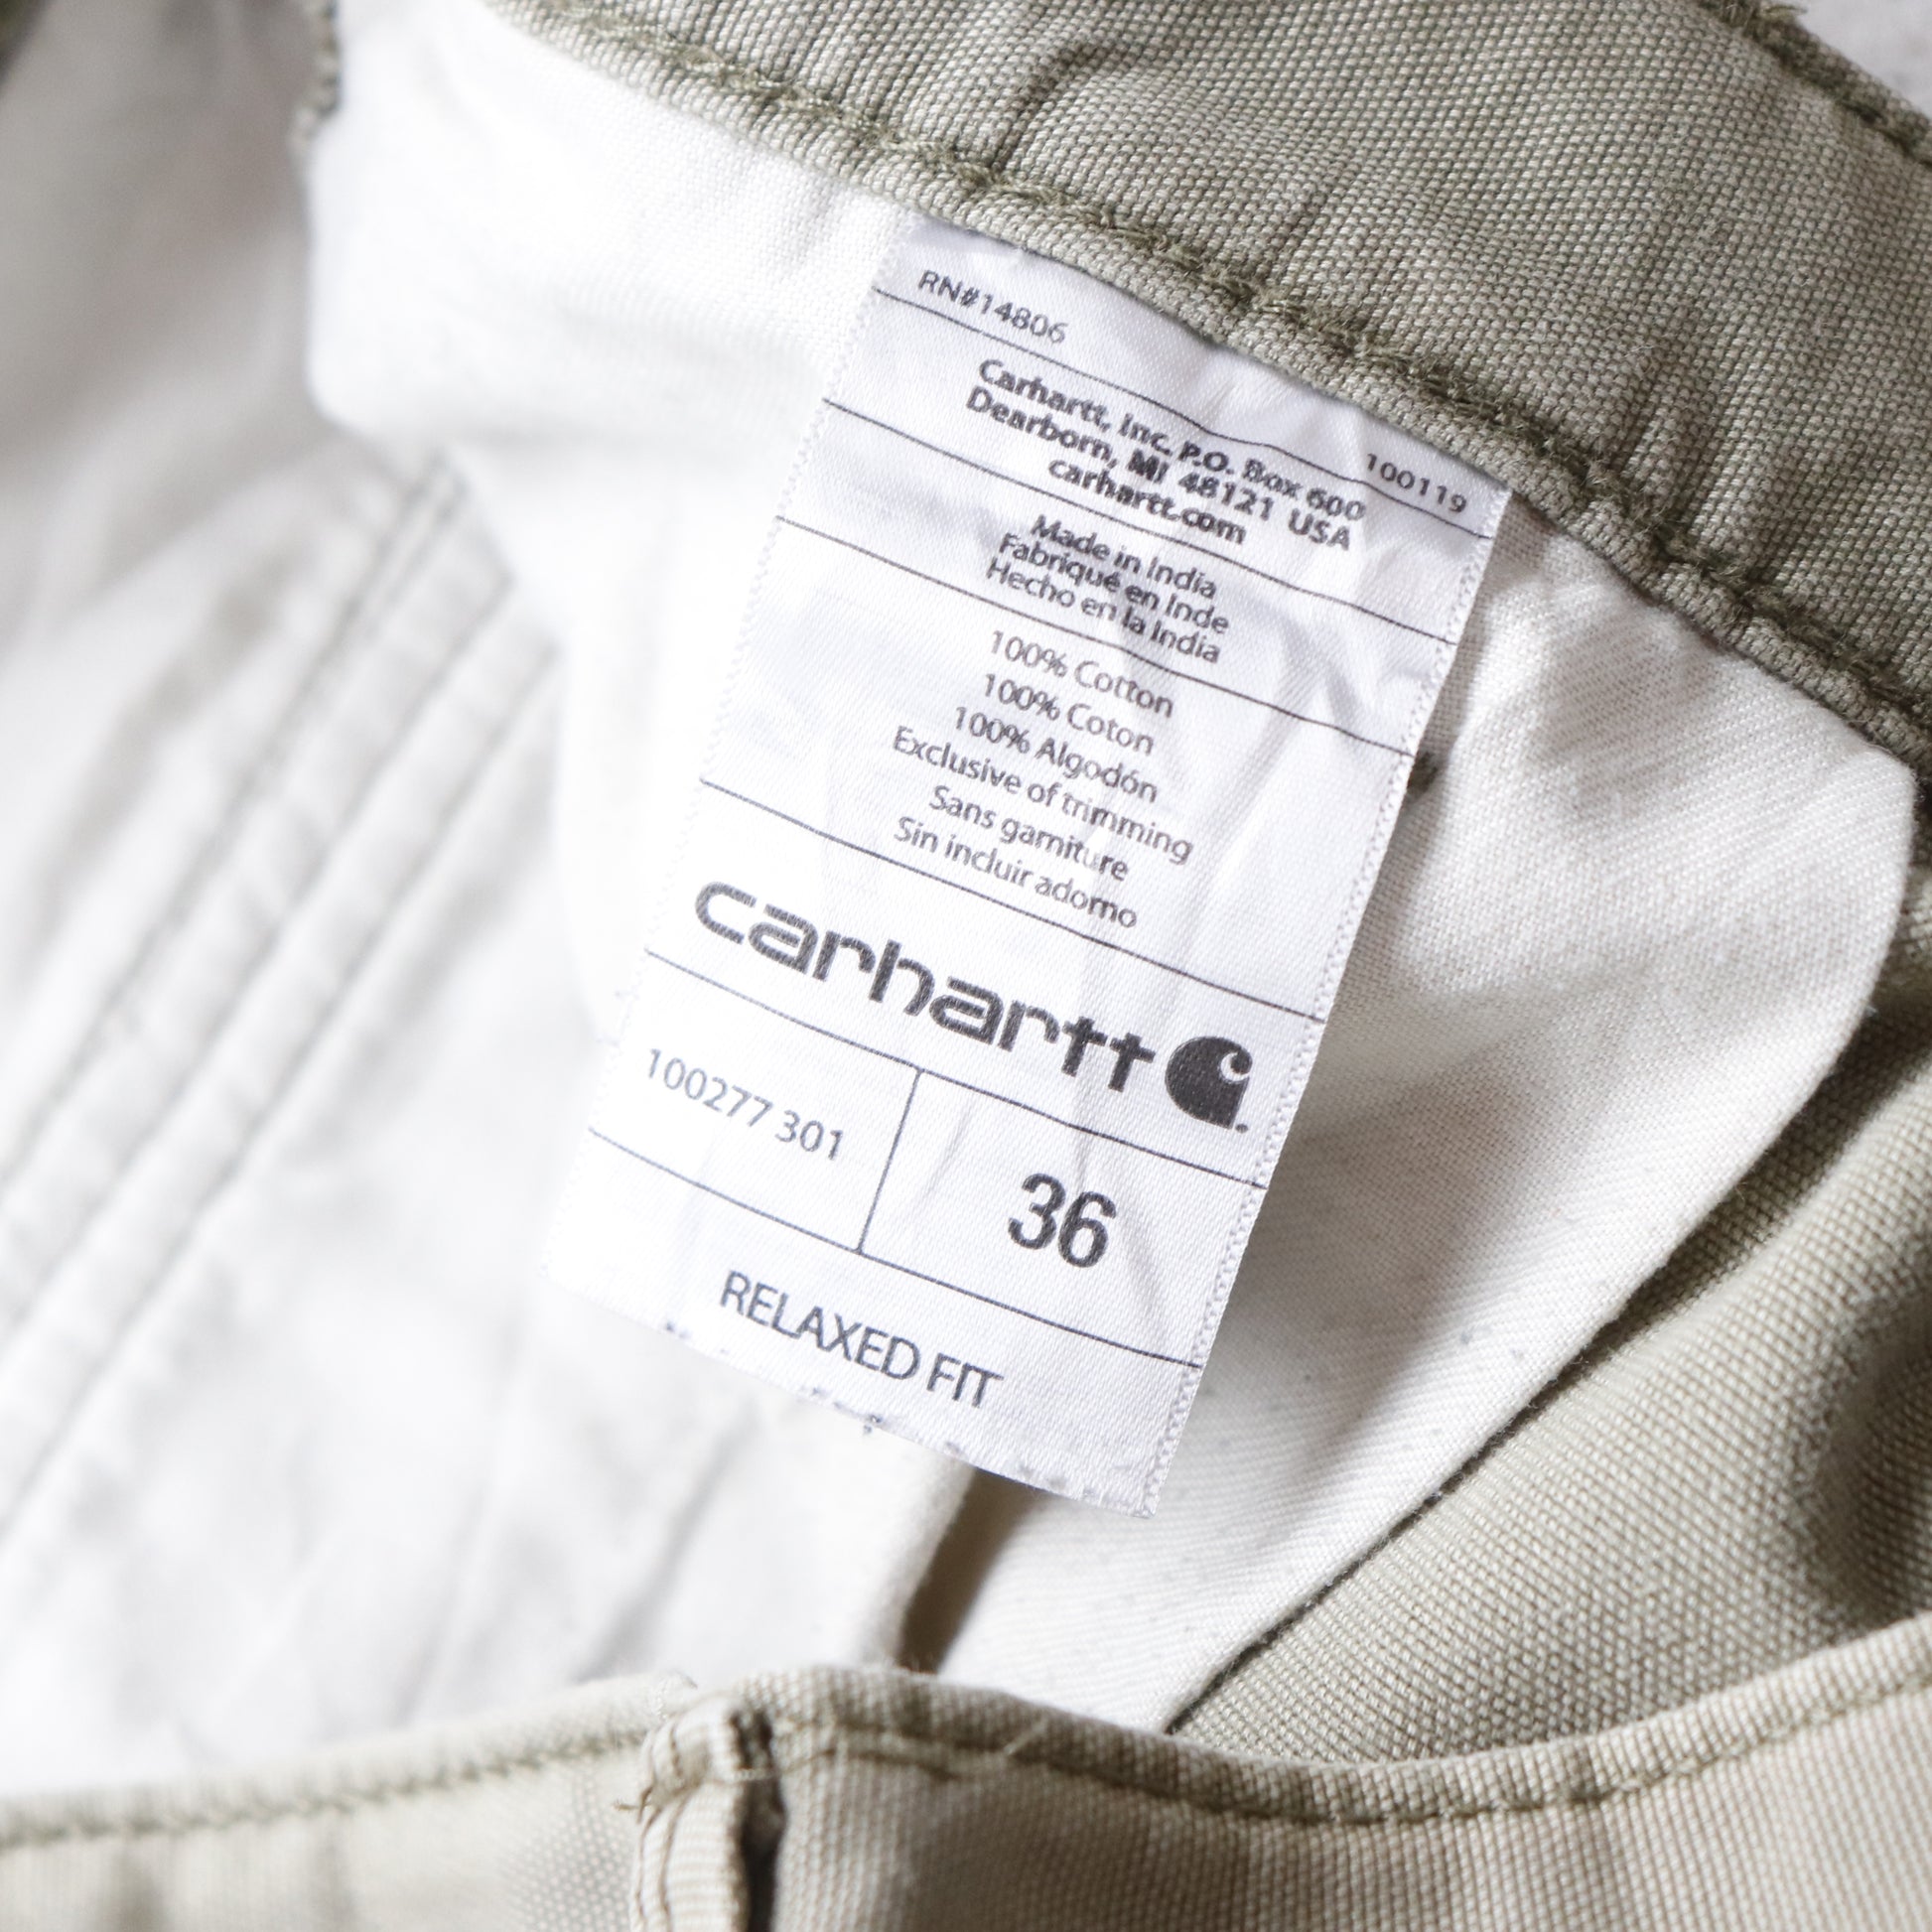 RN#14806
100119
Carhartt, Inc. P.O. Box 600
Dearborn, MI 48121 USA
carhartt.com
Made in India
Fabriqué en Inde
Hecho en la India
100% Cotton
100% Coton
100% Algodón
Exclusive of trimming
Sans garniture
Sin incluir adorno
carhartt
100277 301
36
RELAXED FIT